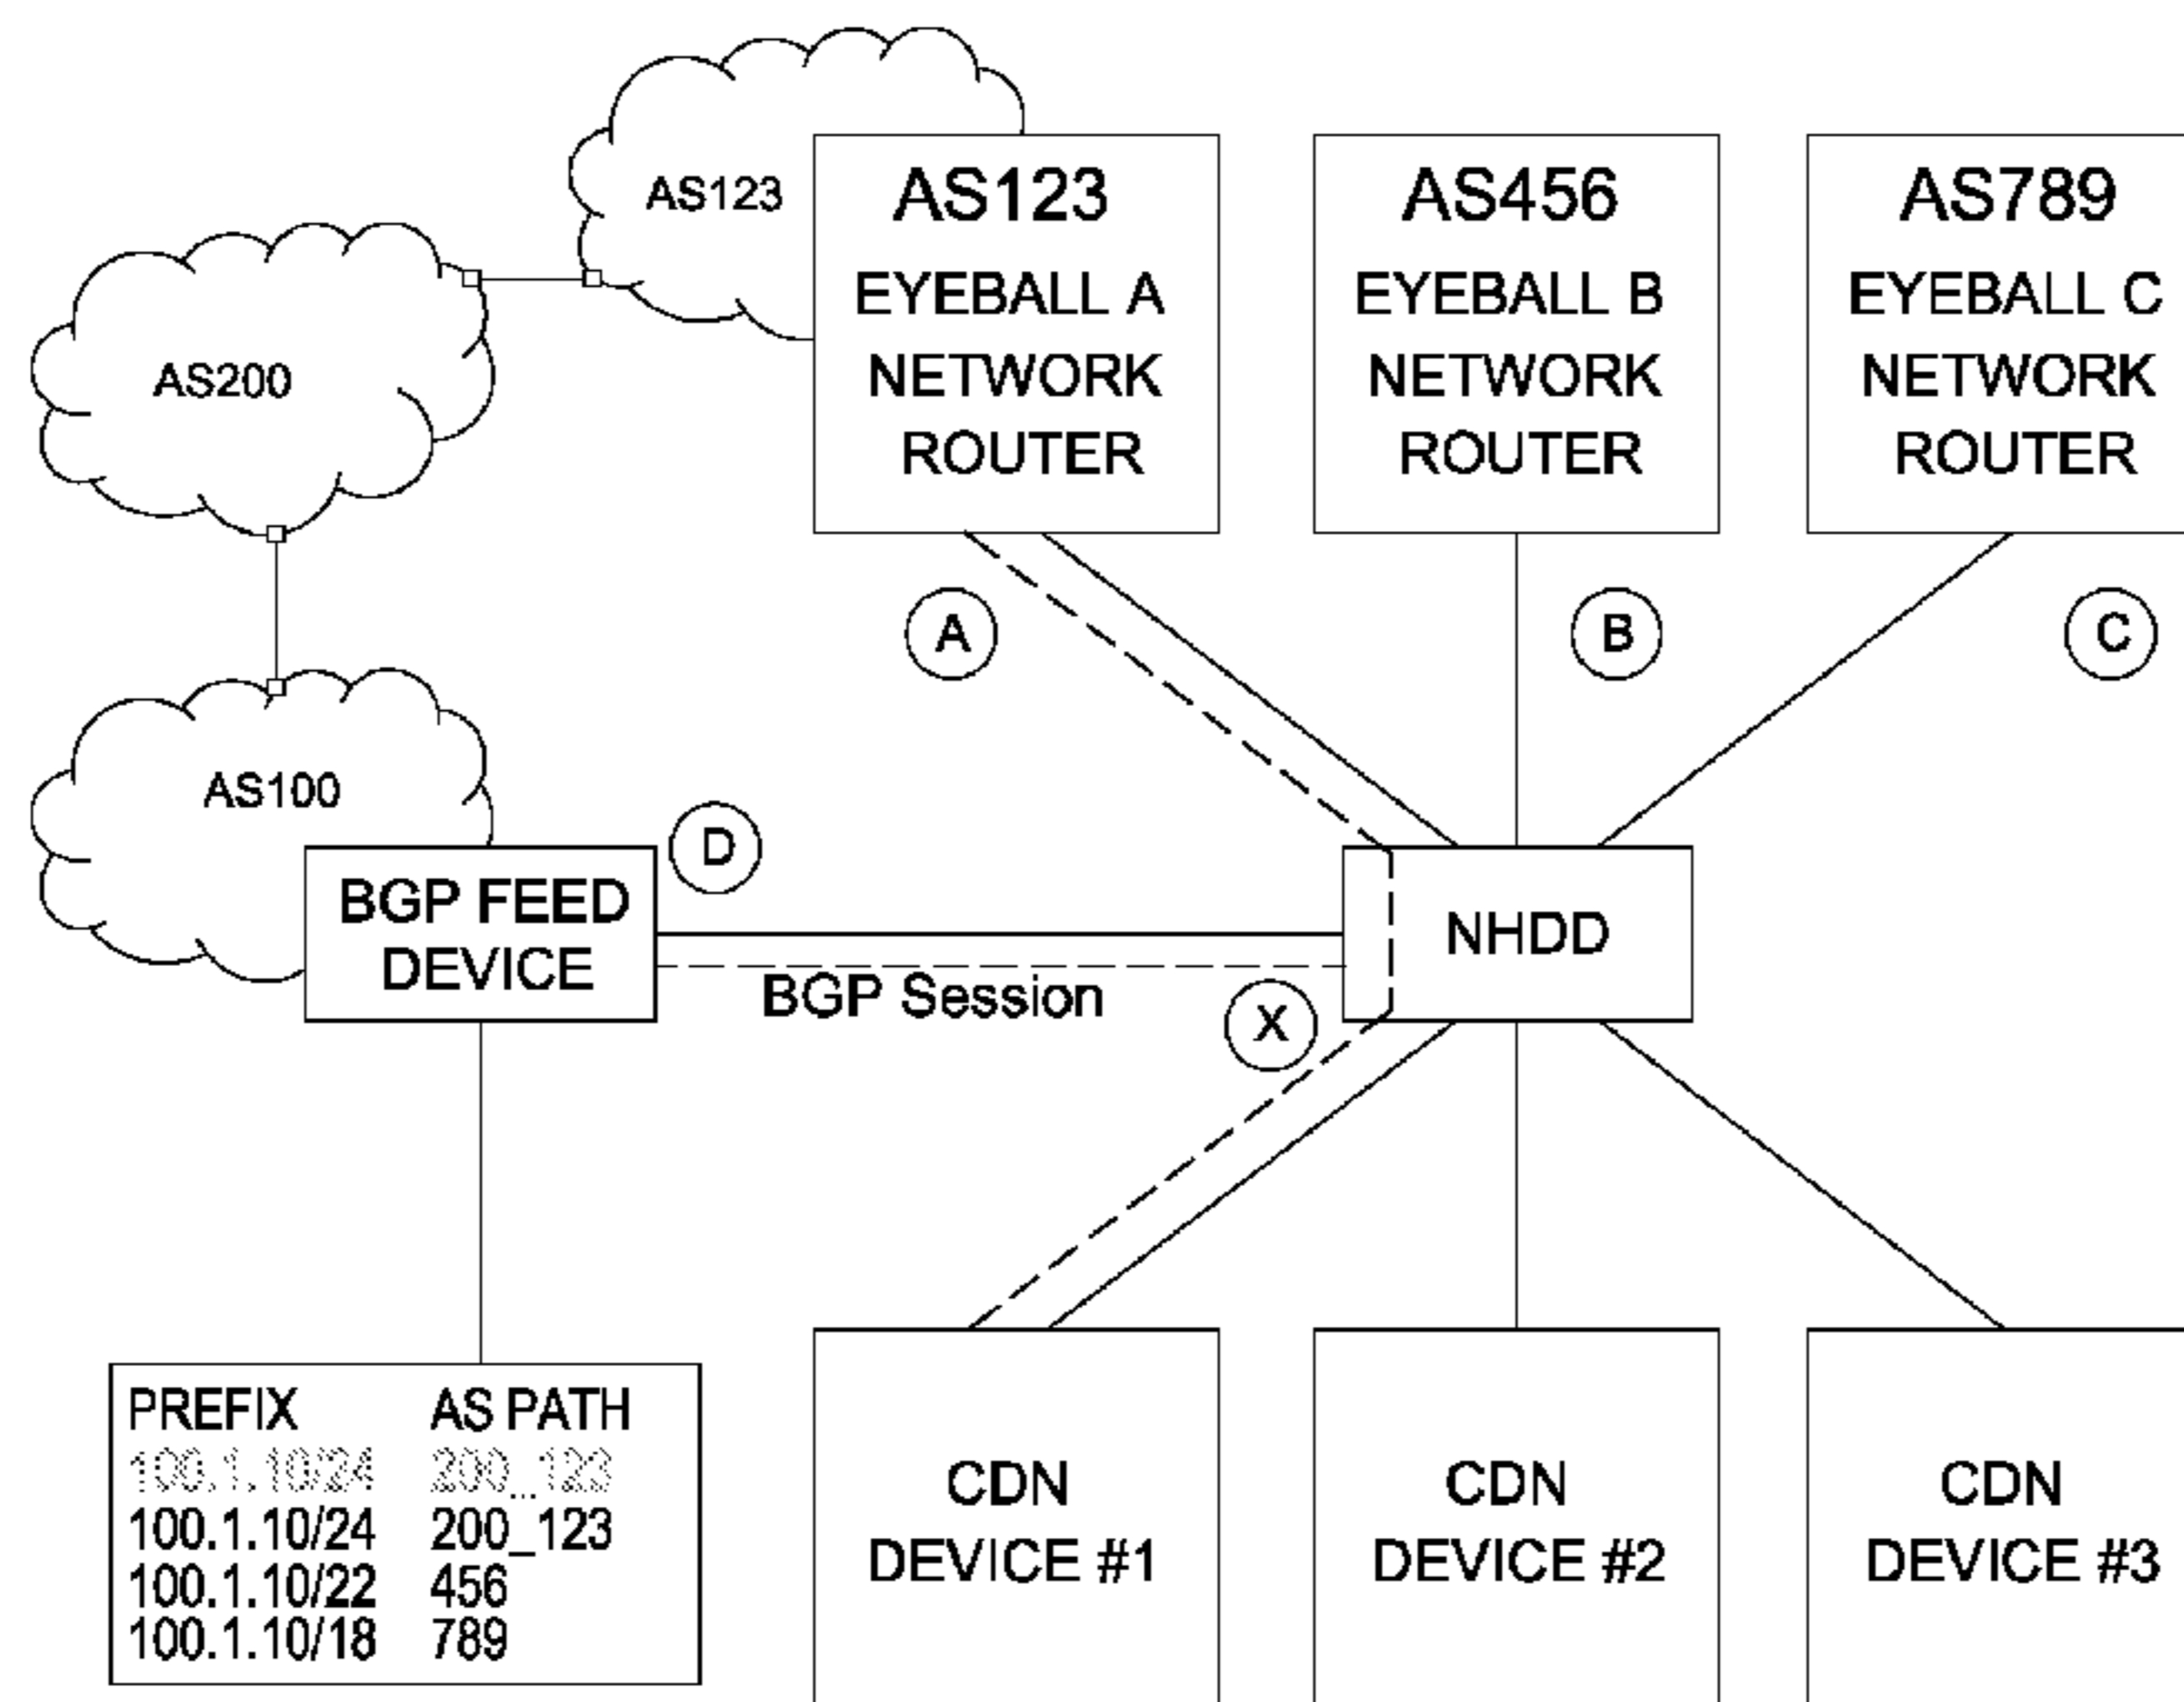 AS123
AS123
EYEBALL A
NETWORK
ROUTER
AS456
EYEBALL B
NETWORK
ROUTER
AS789
EYEBALL C
NETWORK
ROUTER
AS200
A
B
C
AS100
D
BGP FEED
DEVICE
BGP Session
X
NHDD
PREFIX AS PATH
100.1.10/24 200_123
100.1.10/24 200_123
100.1.10/22 456
100.1.10/18 789
CDN
DEVICE #1
CDN
DEVICE #2
CDN
DEVICE #3